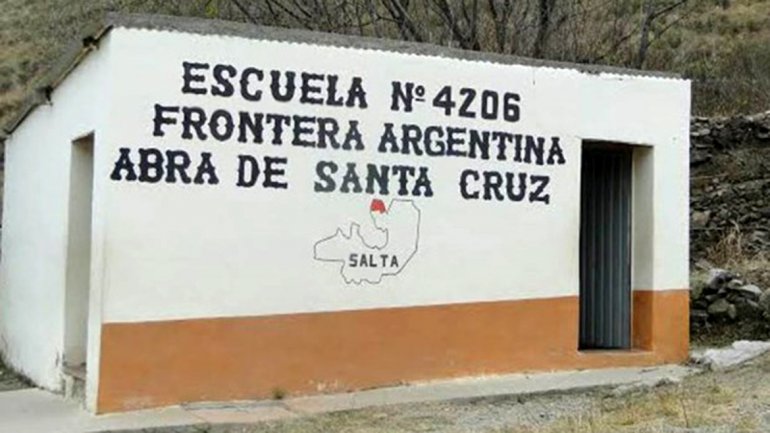 ESCUELA Nº 4206
FRONTERA ARGENTINA
ABRA DE SANTA CRUZ
SALTA